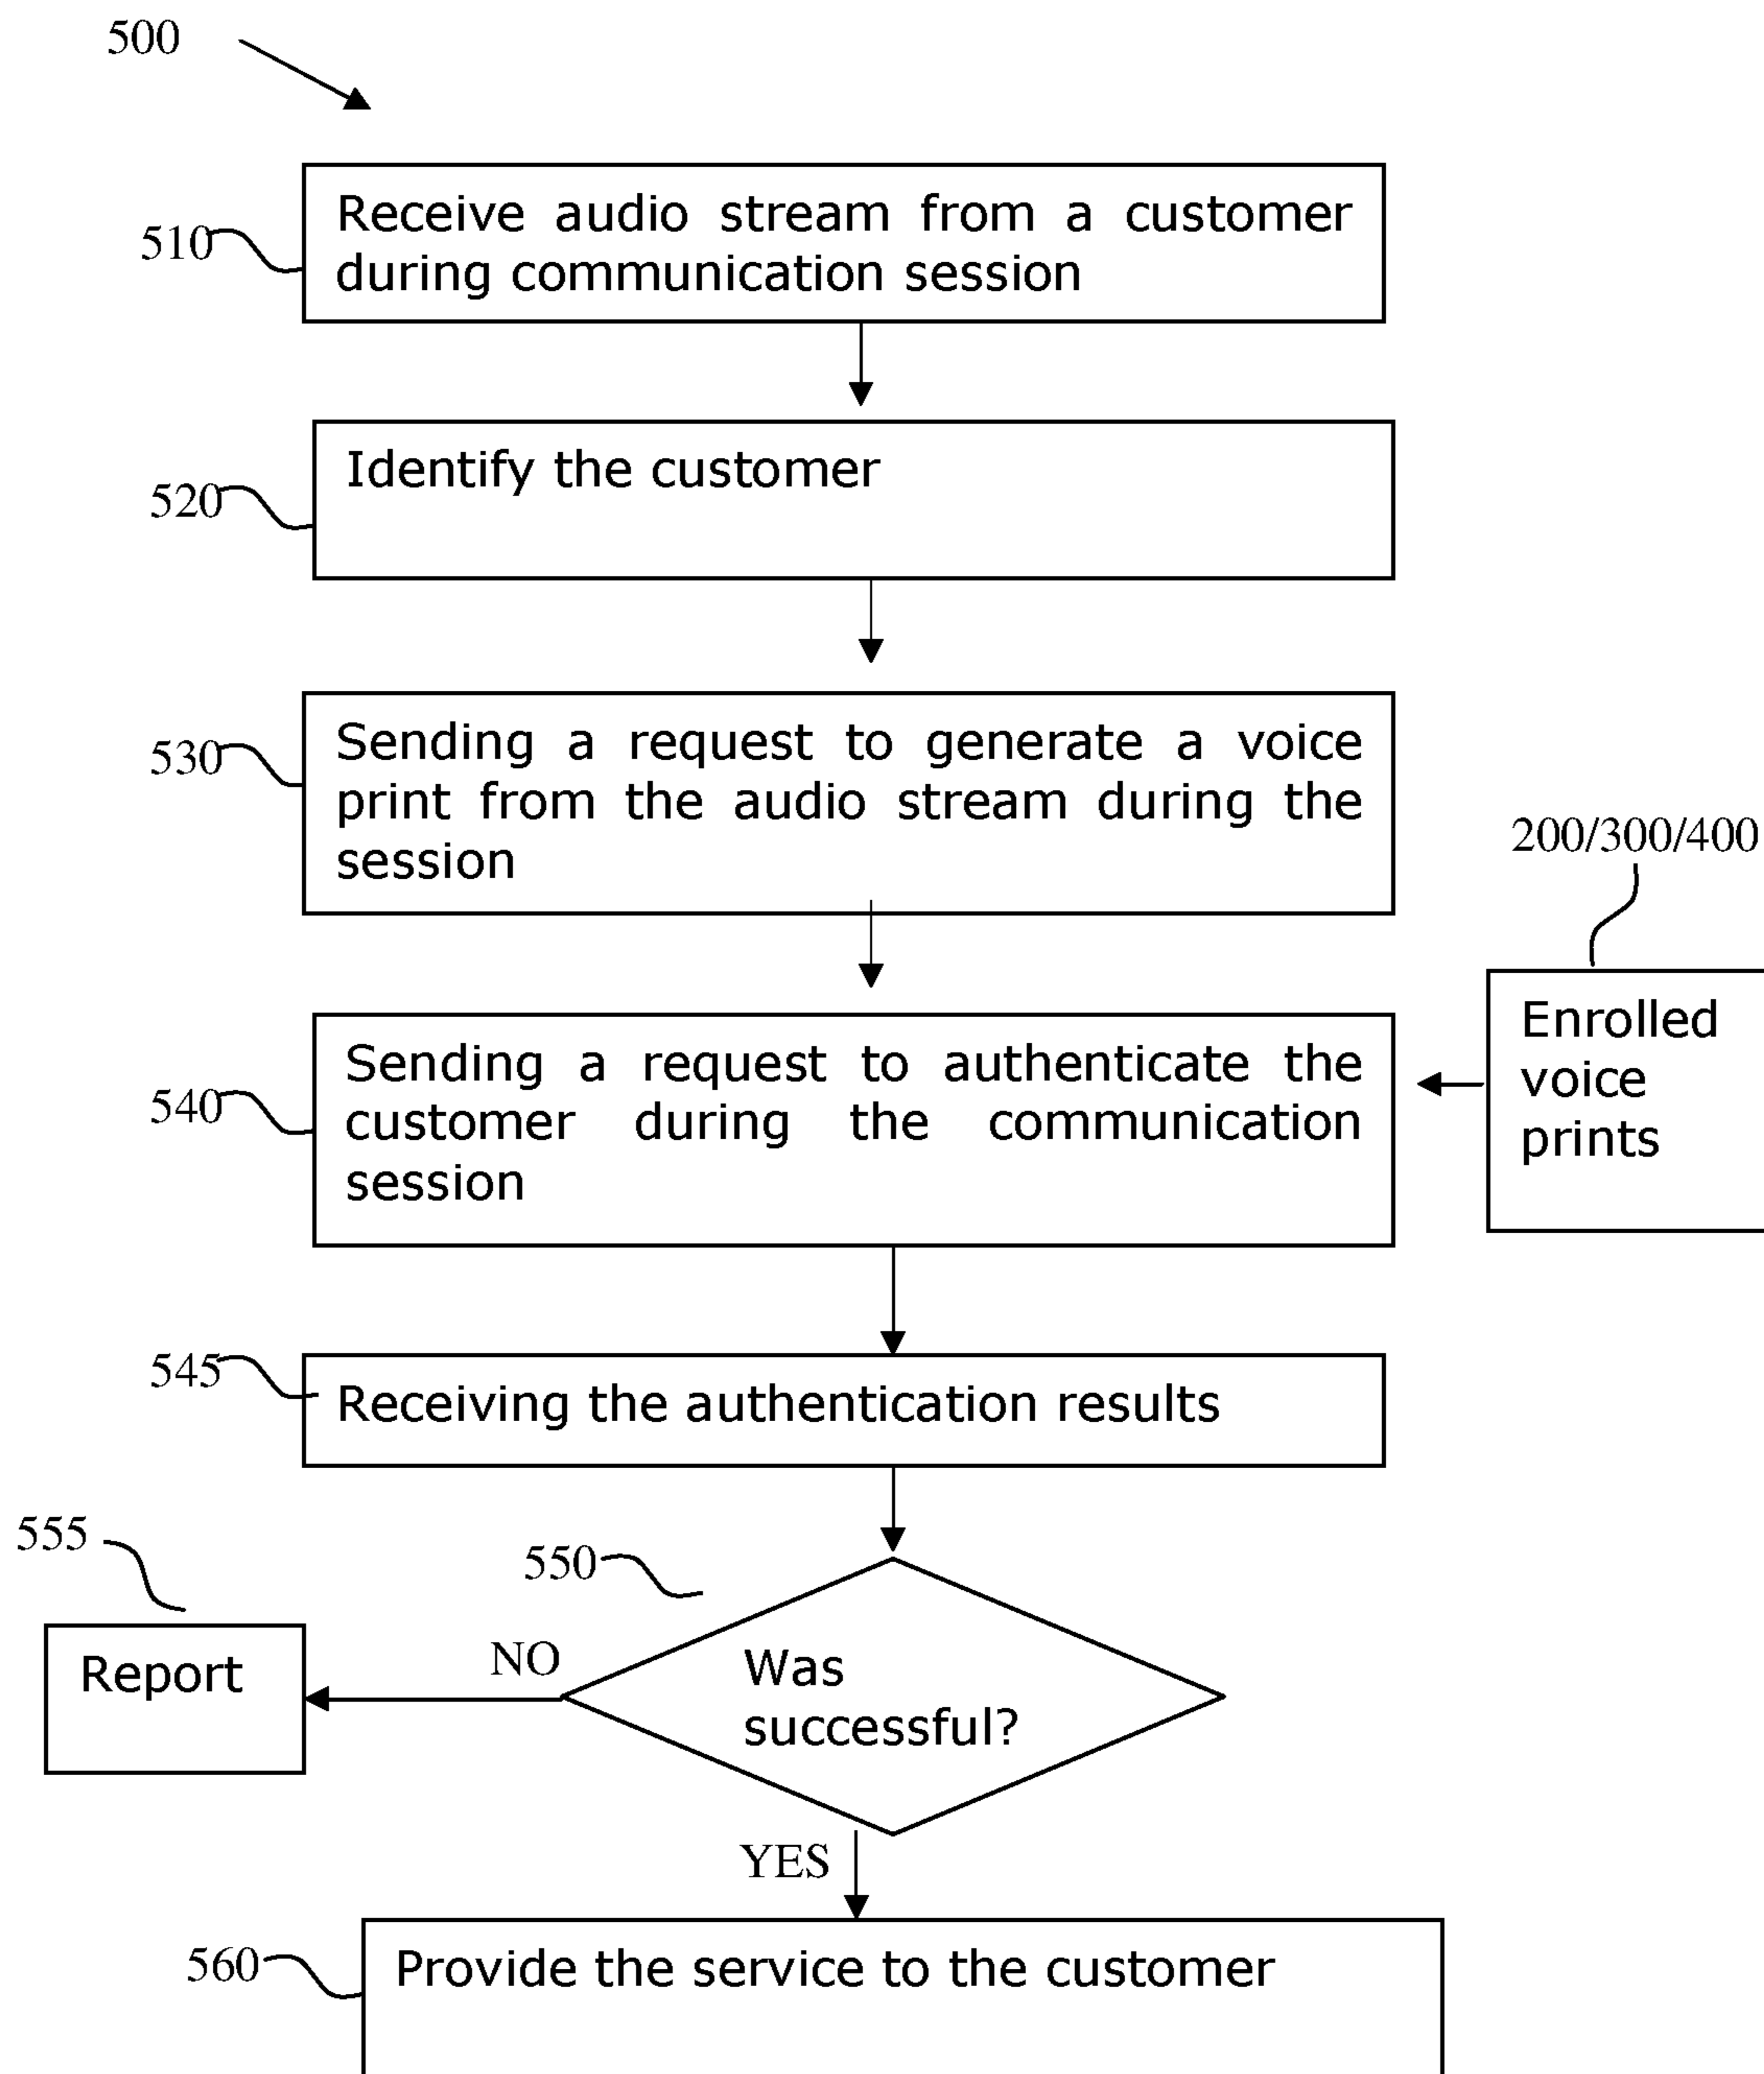 500
510
Receive audio stream from a customer
during communication session
520
Identify the customer
530
Sending a request to generate a voice
print from the audio stream during the
session
200/300/400
Enrolled
voice
prints
540
Sending a request to authenticate the
customer during the communication
session
545
Receiving the authentication results
555
550
Report
NO
Was
successful?
YES
560
Provide the service to the customer